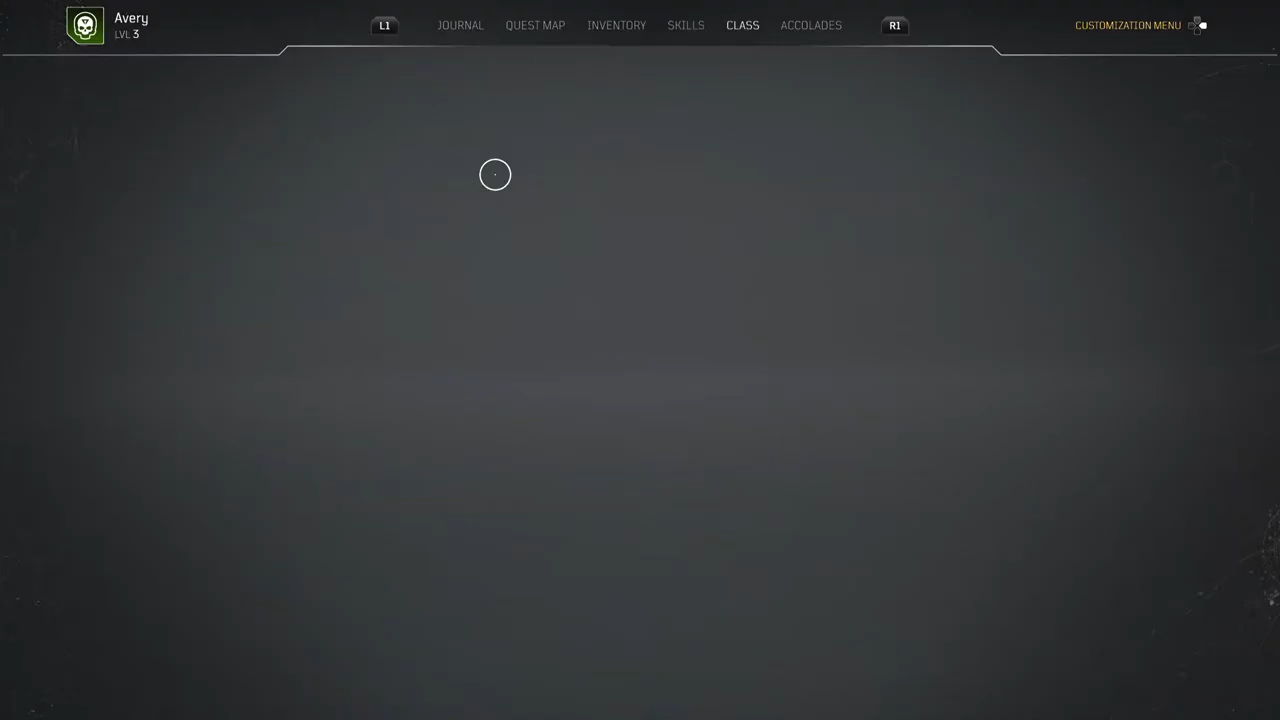 Avery
LVL 3
L1 JOURNAL QUEST MAP INVENTORY SKILLS CLASS ACCOLADES R1
CUSTOMIZATION MENU